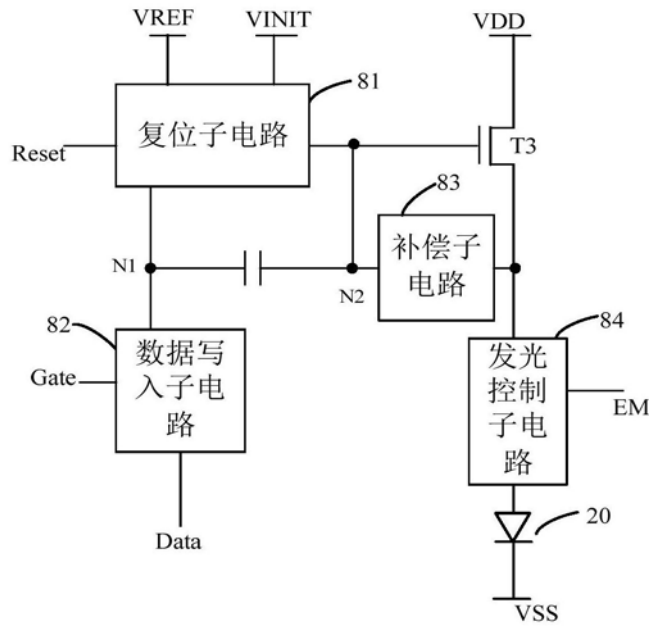 VREF
VINIT
VDD
81
复位子电路
Reset
T3
83
补偿子
电路
N1
N2
82
数据写
入子电
路
Gate
84
发光
控制
子电
路
EM
Data
20
VSS